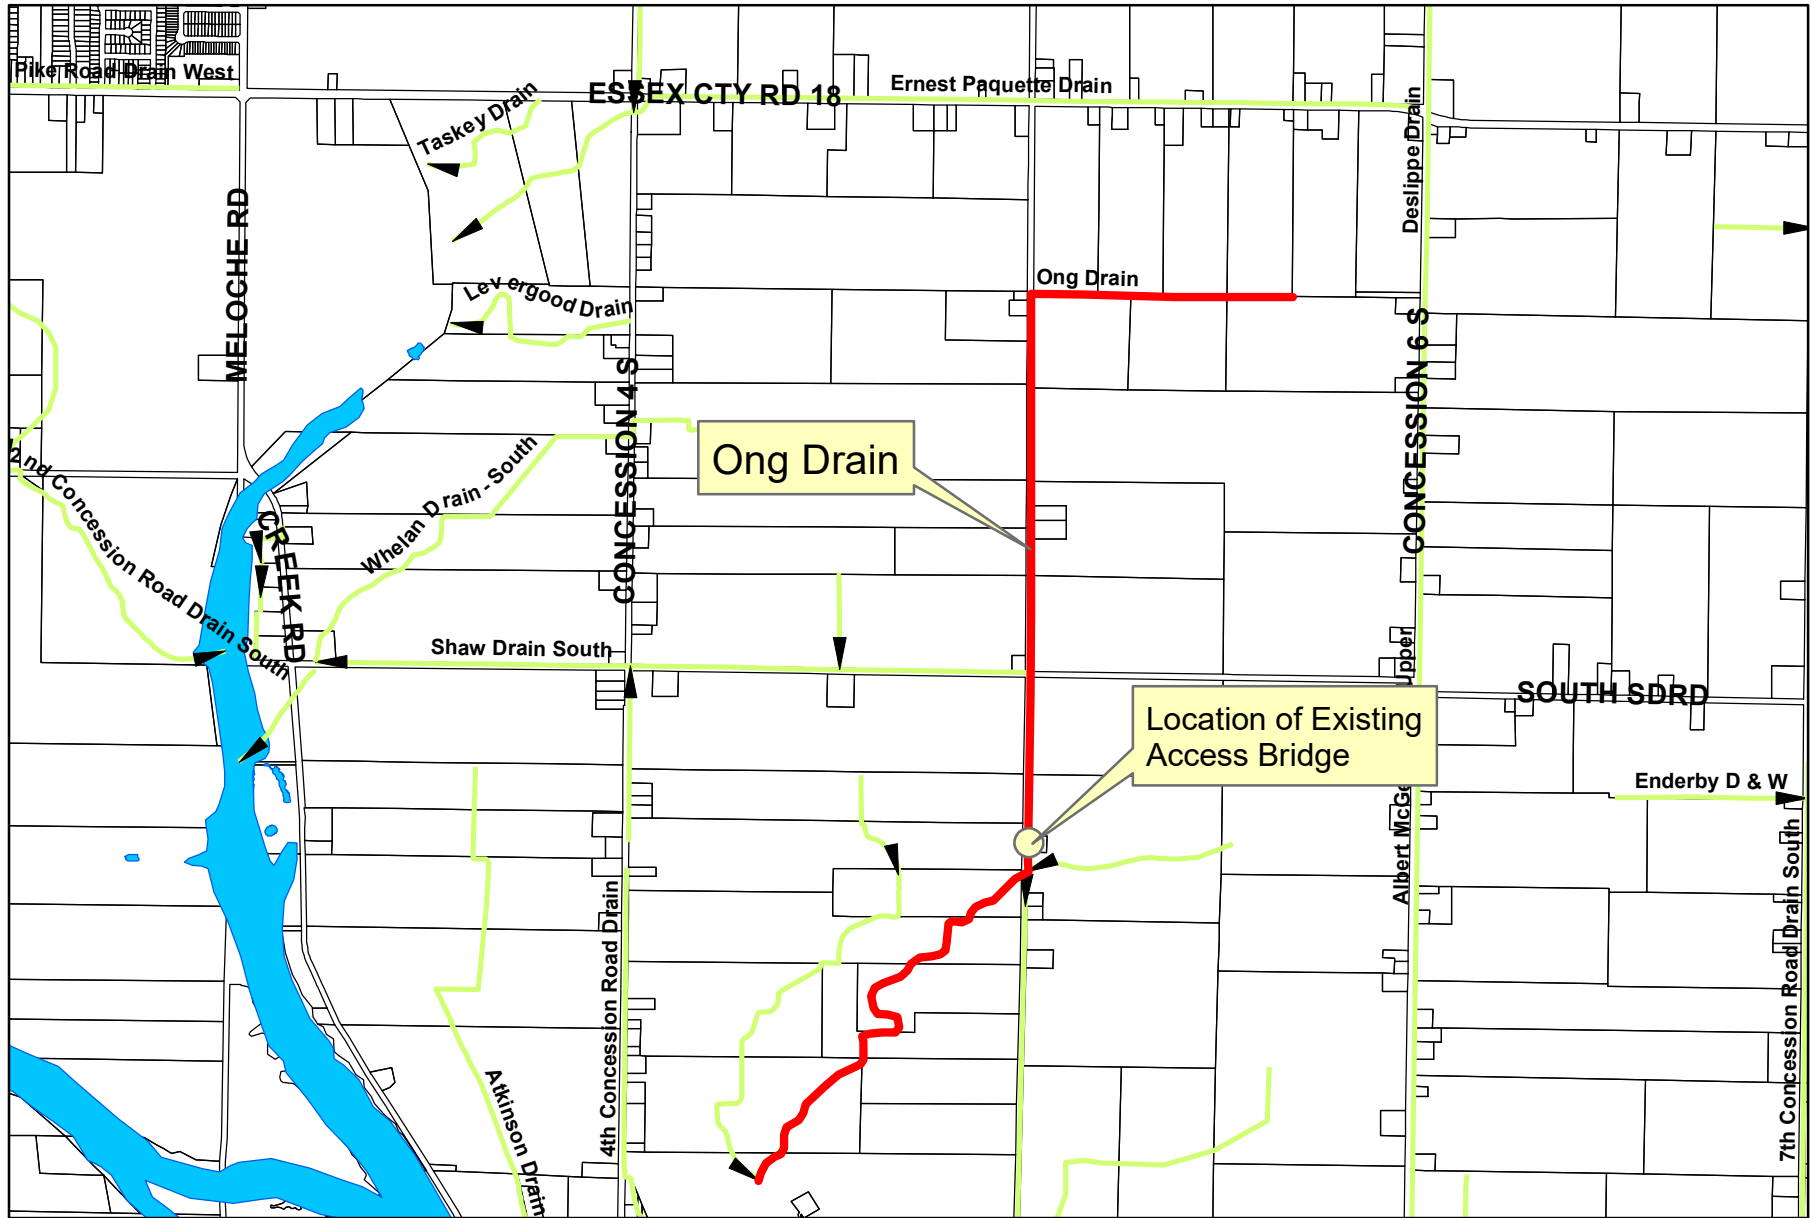 Pike Road Drain West
ESSEX CTY RD 18
Ernest Paquette Drain
Taskey Drain
Deslippe Drain
MELOCHE RD
Levergood Drain
Ong Drain
CONCESSION 4 S
CONCESSION 6 S
Ong Drain
2nd Concession Road Drain South
Whelan Drain - South
CREEK RD
Shaw Drain South
Upper
SOUTH SDRD
Location of Existing
Access Bridge
Enderby D & W
Albert McGe
4th Concession Road Drain
7th Concession Road Drain South
Atkinson Drain